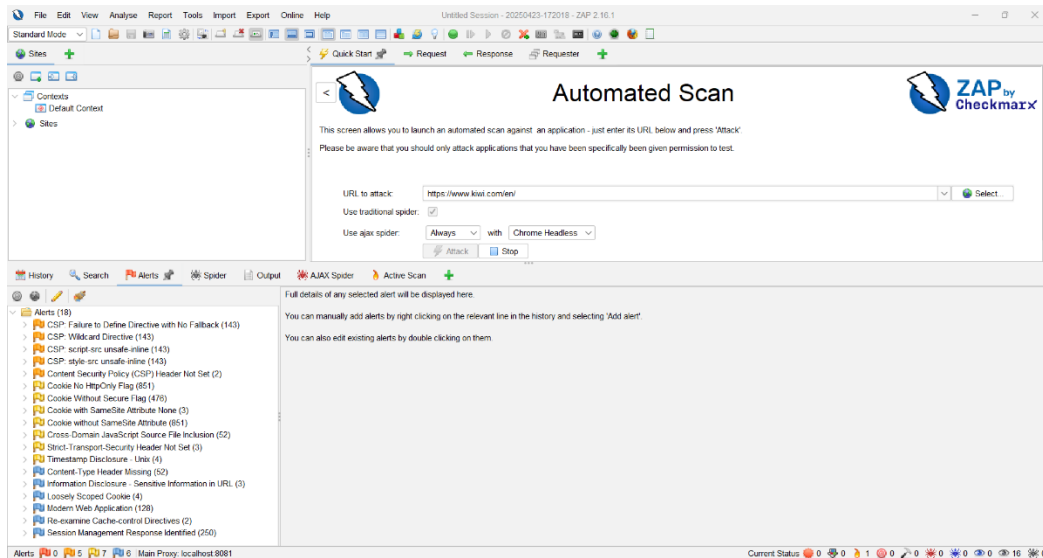 File Edit View Analyse Report Tools Import Export Online Help
Untitled Session - 20250423-172018 - ZAP 2.16.1
Standard Mode
Sites
Quick Start Request Response Requester
Contexts
Default Context
Sites
<
Automated Scan
ZAP by
Checkmarx
This screen allows you to launch an automated scan against an application - just enter its URL below and press 'Attack'.
Please be aware that you should only attack applications that you have been specifically been given permission to test.
URL to attack: https://www.kiwi.com/en/ Select...
Use traditional spider:
Use ajax spider: Always with Chrome Headless
Attack Stop
History Search Alerts Spider Output AJAX Spider Active Scan
Full details of any selected alert will be displayed here.
You can manually add alerts by right clicking on the relevant line in the history and selecting 'Add alert'.
You can also edit existing alerts by double clicking on them.
Alerts (18)
CSP: Failure to Define Directive with No Fallback (143)
CSP: Wildcard Directive (143)
CSP: script-src unsafe-inline (143)
CSP: style-src unsafe-inline (143)
Content Security Policy (CSP) Header Not Set (2)
Cookie No HttpOnly Flag (851)
Cookie Without Secure Flag (476)
Cookie with SameSite Attribute None (3)
Cookie without SameSite Attribute (851)
Cross-Domain JavaScript Source File Inclusion (52)
Strict-Transport-Security Header Not Set (3)
Timestamp Disclosure - Unix (4)
Content-Type Header Missing (52)
Information Disclosure - Sensitive Information in URL (3)
Loosely Scoped Cookie (4)
Modern Web Application (128)
Re-examine Cache-control Directives (2)
Session Management Response Identified (250)
Alerts 0 5 7 6 Main Proxy: localhost:8081
Current Status 0 0 1 0 0 0 0 0 16